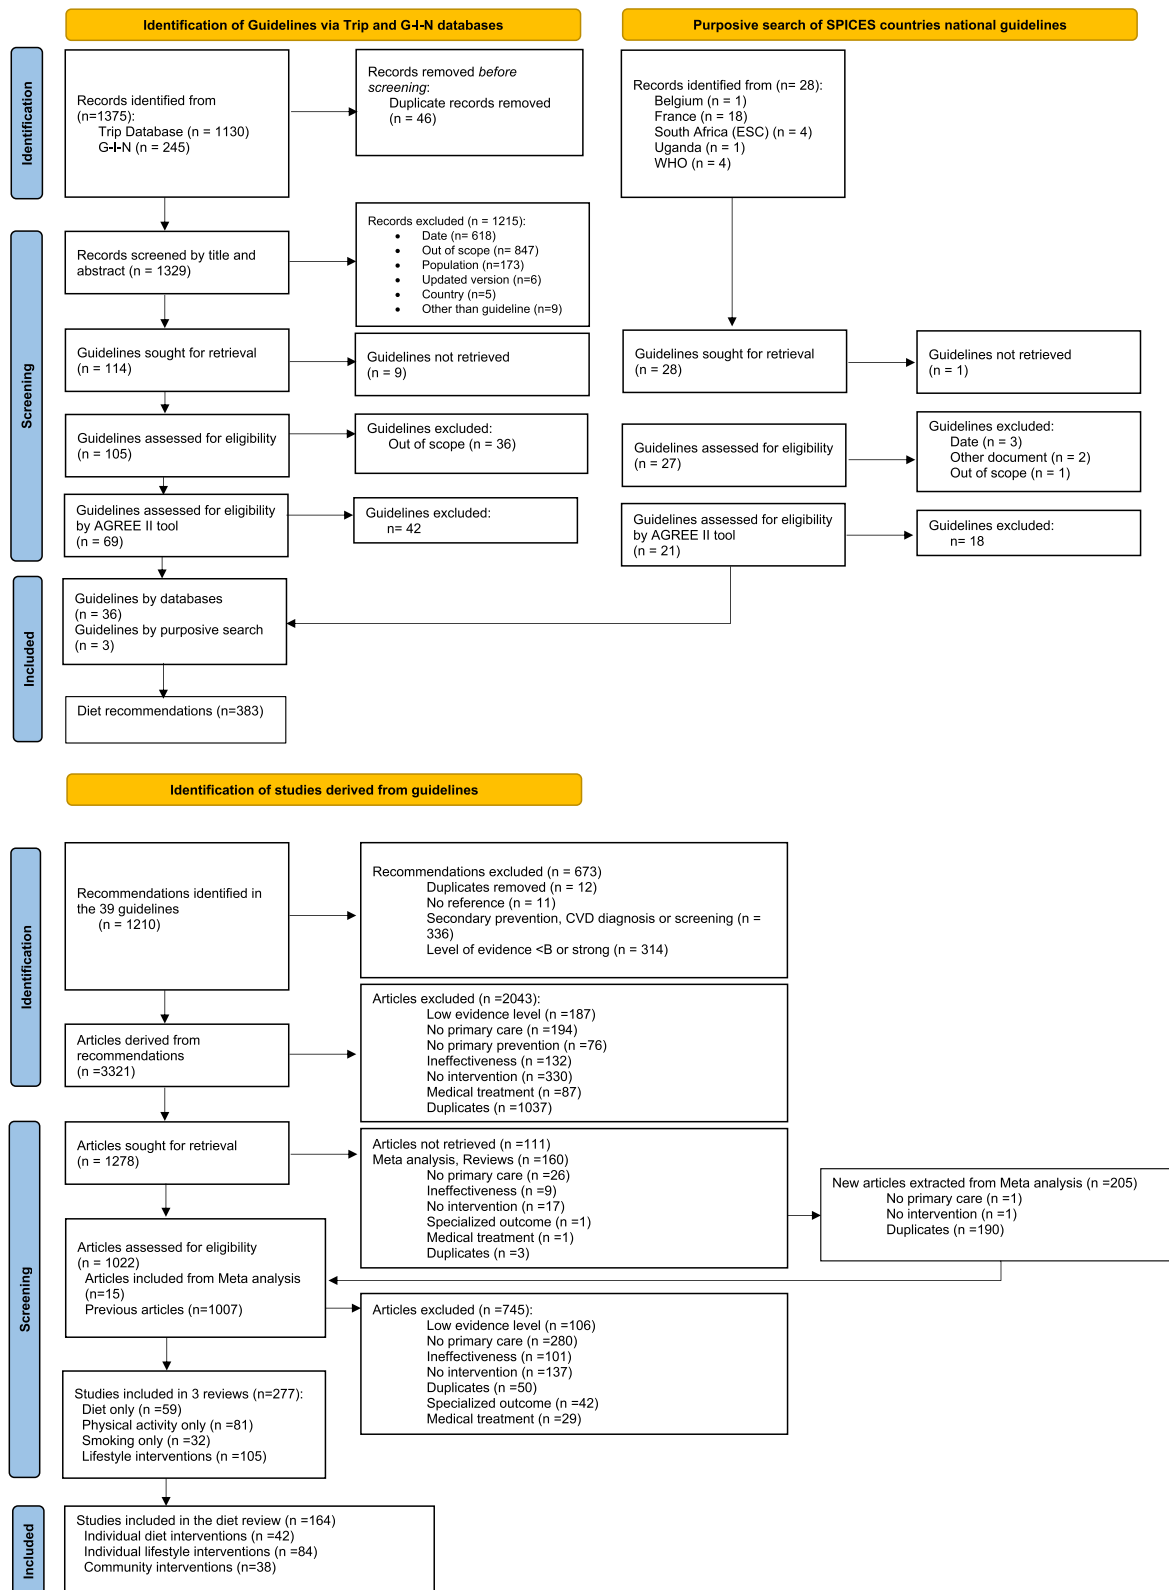 Identification of Guidelines via Trip and G-I-N databases
Purposive search of SPICES countries national guidelines
Identification
Records identified from
(n=1375):
Trip Database (n = 1130)
G-I-N (n = 245)
Records removed before
screening:
Duplicate records removed
(n = 46)
Records identified from (n= 28):
Belgium (n = 1)
France (n = 18)
South Africa (ESC) (n = 4)
Uganda (n = 1)
WHO (n = 4)
Screening
Records screened by title and
abstract (n = 1329)
Records excluded (n = 1215):
• Date (n= 618)
• Out of scope (n= 847)
• Population (n=173)
• Updated version (n=6)
• Country (n=5)
• Other than guideline (n=9)
Guidelines sought for retrieval
(n = 114)
Guidelines not retrieved
(n = 9)
Guidelines sought for retrieval
(n = 28)
Guidelines not retrieved
(n = 1)
Guidelines assessed for eligibility
(n = 105)
Guidelines excluded:
Out of scope (n = 36)
Guidelines assessed for eligibility
(n = 27)
Guidelines excluded:
Date (n = 3)
Other document (n = 2)
Out of scope (n = 1)
Guidelines assessed for eligibility
by AGREE II tool
(n = 69)
Guidelines excluded:
n= 42
Guidelines assessed for eligibility
by AGREE II tool
(n = 21)
Guidelines excluded:
n= 18
Included
Guidelines by databases
(n = 36)
Guidelines by purposive search
(n = 3)
Diet recommendations (n=383)
Identification of studies derived from guidelines
Identification
Recommendations identified in
the 39 guidelines
(n = 1210)
Recommendations excluded (n = 673)
Duplicates removed (n = 12)
No reference (n = 11)
Secondary prevention, CVD diagnosis or screening (n =
336)
Level of evidence <B or strong (n = 314)
Articles derived from
recommendations
(n =3321)
Articles excluded (n =2043):
Low evidence level (n =187)
No primary care (n =194)
No primary prevention (n =76)
Ineffectiveness (n =132)
No intervention (n =330)
Medical treatment (n =87)
Duplicates (n =1037)
Screening
Articles sought for retrieval
(n = 1278)
Articles not retrieved (n =111)
Meta analysis, Reviews (n =160)
No primary care (n =26)
Ineffectiveness (n =9)
No intervention (n =17)
Specialized outcome (n =1)
Medical treatment (n =1)
Duplicates (n =3)
New articles extracted from Meta analysis (n =205)
No primary care (n =1)
No intervention (n =1)
Duplicates (n =190)
Articles assessed for eligibility
(n = 1022)
Articles included from Meta analysis
(n=15)
Previous articles (n=1007)
Articles excluded (n =745):
Low evidence level (n =106)
No primary care (n =280)
Ineffectiveness (n =101)
No intervention (n =137)
Duplicates (n =50)
Specialized outcome (n =42)
Medical treatment (n =29)
Studies included in 3 reviews (n=277):
Diet only (n =59)
Physical activity only (n =81)
Smoking only (n =32)
Lifestyle interventions (n =105)
Included
Studies included in the diet review (n =164)
Individual diet interventions (n =42)
Individual lifestyle interventions (n =84)
Community interventions (n=38)